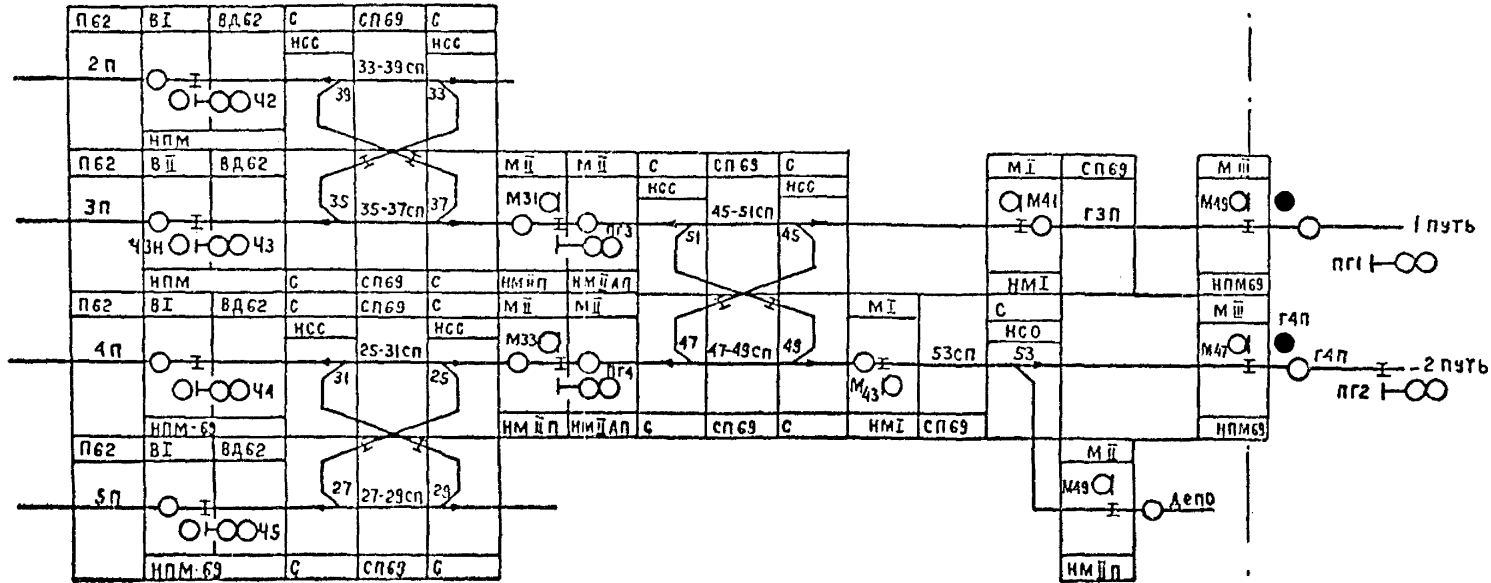 П62 ВI ВД62 С СП69 С
НСС НСС
2П 33-39СП
39 33
Ч2
НПМ
П62 ВII ВД62 МII МII С СП69 С МI СП69 МIII
НСС НСС
3П 35 35-37СП 37 М31 ПГ3 51 45-51СП 45 М41 Г3П М49 1 ПУТЬ
Ч3Н Ч3 ПГ1
НПМ С СП69 С НМIIП НМIIАП НМI НПМ69
П62 ВI ВД62 С СП69 С МII МII МI С МIII
НСС НСС НСО
4П 31 25-31СП 25 М33 ПГ4 47 47-49СП 49 М43 53СП 53 М47 Г4П Г4П 2 ПУТЬ
Ч4 ПГ2
НПМ-69 НМIIП НМIIАП С СП69 С НМI СП69 НПМ69
П62 ВI ВД62 МII
5П 27 27-29СП 29 М49 ДЕПО
Ч5
НПМ-69 С СП69 С НМIIП